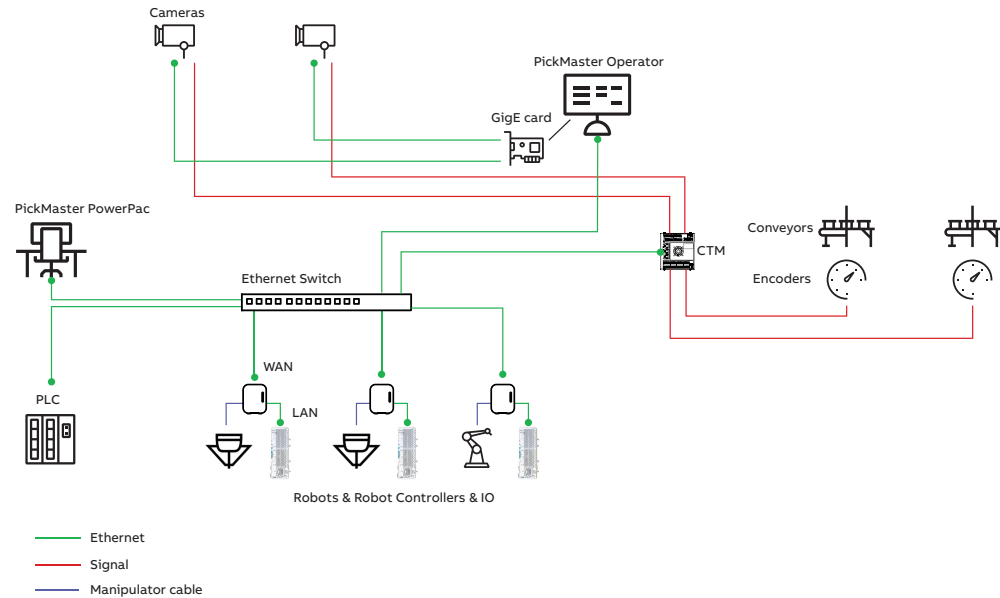 Cameras
PickMaster Operator
GigE card
PickMaster PowerPac
Conveyors
CTM
Encoders
Ethernet Switch
WAN
PLC
LAN
Robots & Robot Controllers & IO
Ethernet
Signal
Manipulator cable